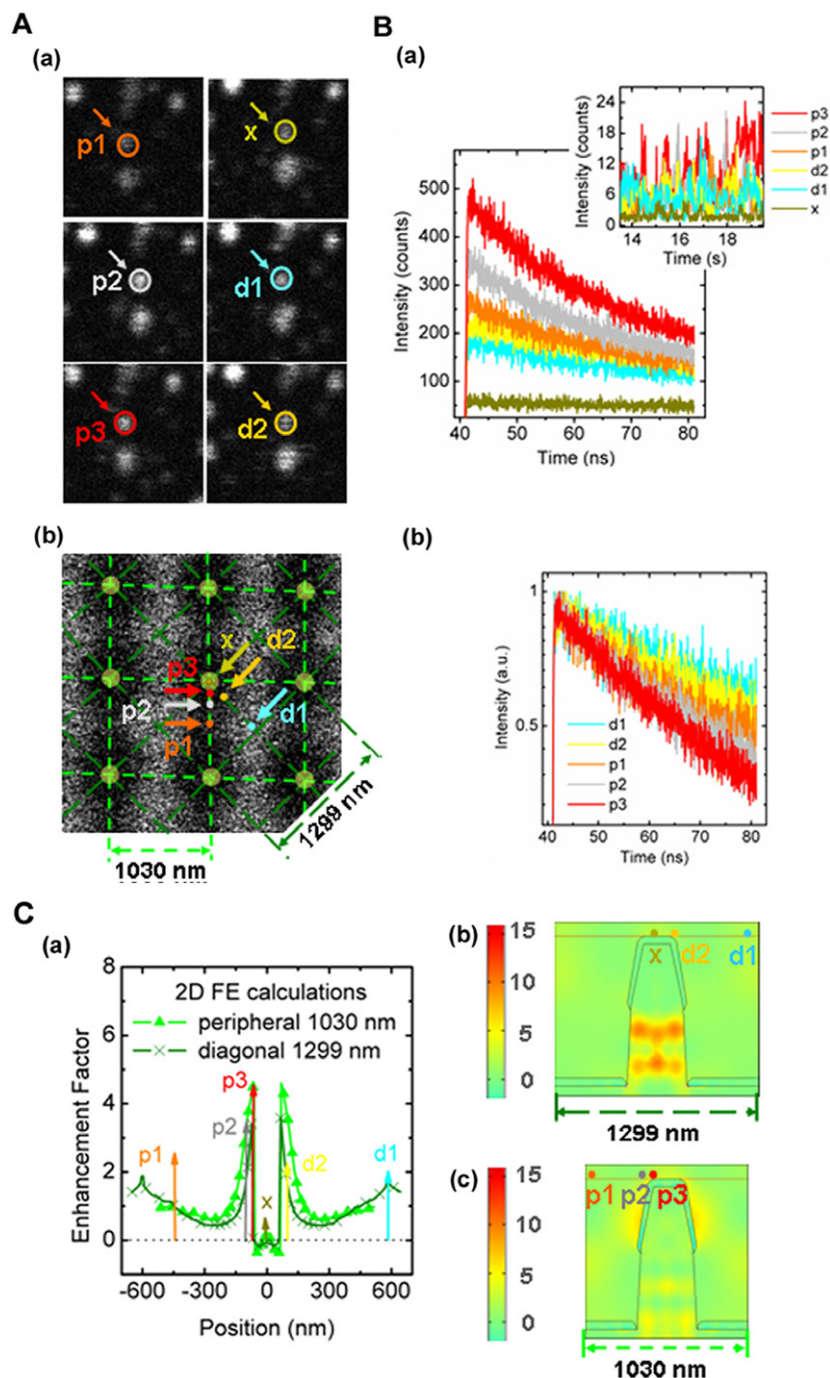 A
(a)
p1
x
p2
d1
p3
d2
(b)
x
d2
p3
p2
d1
p1
1299 nm
1030 nm
B
(a)
Intensity (counts)
500
400
300
200
100
40 50 60 70 80
Time (ns)
Intensity (counts)
24
18
12
6
0
14 16 18
Time (s)
p3
p2
p1
d2
d1
x
(b)
Intensity (a.u.)
1
0.5
d1
d2
p1
p2
p3
40 50 60 70 80
Time (ns)
C
(a)
Enhancement Factor
8
6
4
2
0
2D FE calculations
peripheral 1030 nm
diagonal 1299 nm
p3
p2
p1
d2
d1
x
-600 -300 0 300 600
Position (nm)
(b)
15
10
5
0
x
d2
d1
1299 nm
(c)
15
10
5
0
p1 p2 p3
1030 nm